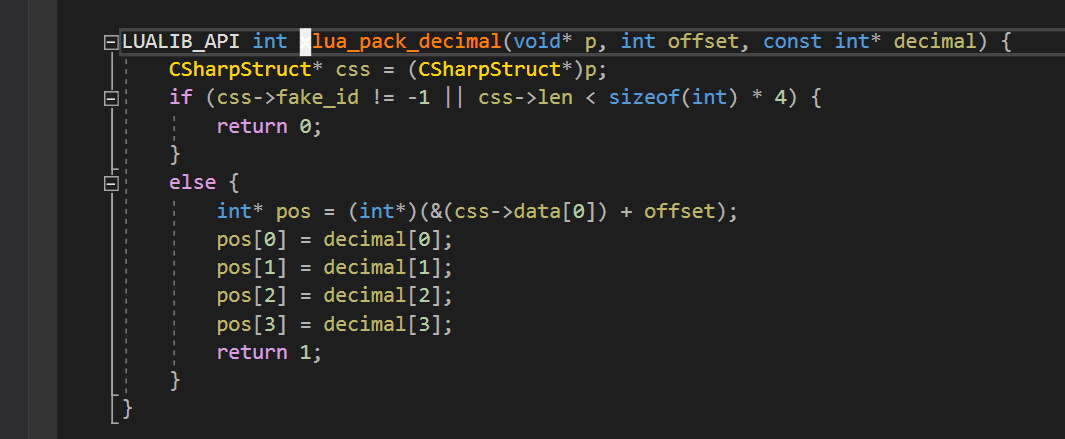 LUALIB_API int xlua_pack_decimal(void* p, int offset, const int* decimal) {
    CSharpStruct* css = (CSharpStruct*)p;
    if (css->fake_id != -1 || css->len < sizeof(int) * 4) {
        return 0;
    }
    else {
        int* pos = (int*)(&(css->data[0]) + offset);
        pos[0] = decimal[0];
        pos[1] = decimal[1];
        pos[2] = decimal[2];
        pos[3] = decimal[3];
        return 1;
    }
}